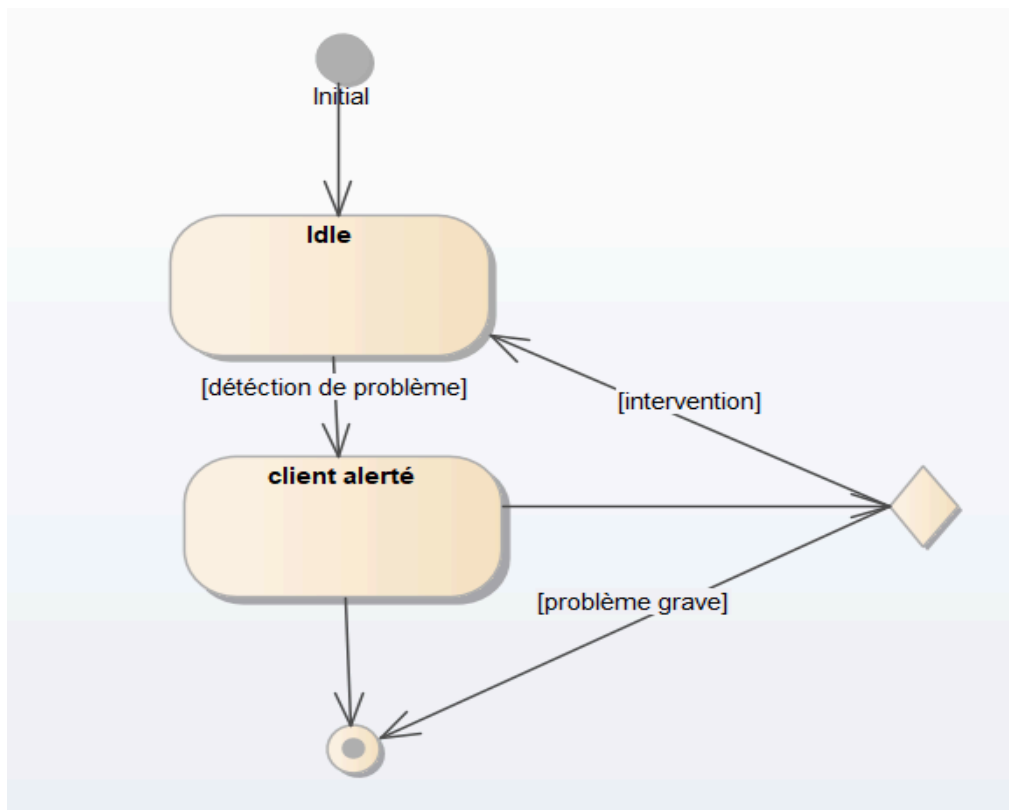 Initial
Idle
[détéction de problème]
[intervention]
client alerté
[problème grave]